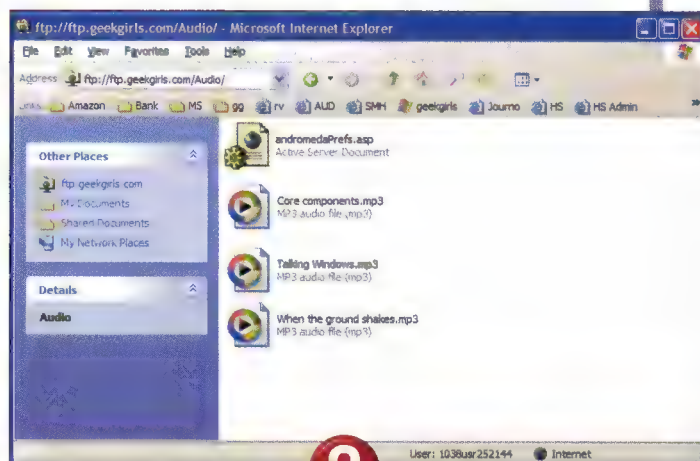 ftp://ftp.geekgirls.com/Audio/ - Microsoft Internet Explorer
File Edit View Favorites Tools Help
Address ftp://ftp.geekgirls.com/Audio/
Links Amazon Bank MS gg rv AUD SMH geekgirls Journo HS HS Admin »
Other Places
ftp.geekgirls.com
My Documents
Shared Documents
My Network Places
Details
Audio
andromedaPrefs.asp
Active Server Document
Core components.mp3
MP3 audio file (mp3)
Talking Windows.mp3
MP3 audio file (mp3)
When the ground shakes.mp3
MP3 audio file (mp3)
User: 1038usr252144 Internet